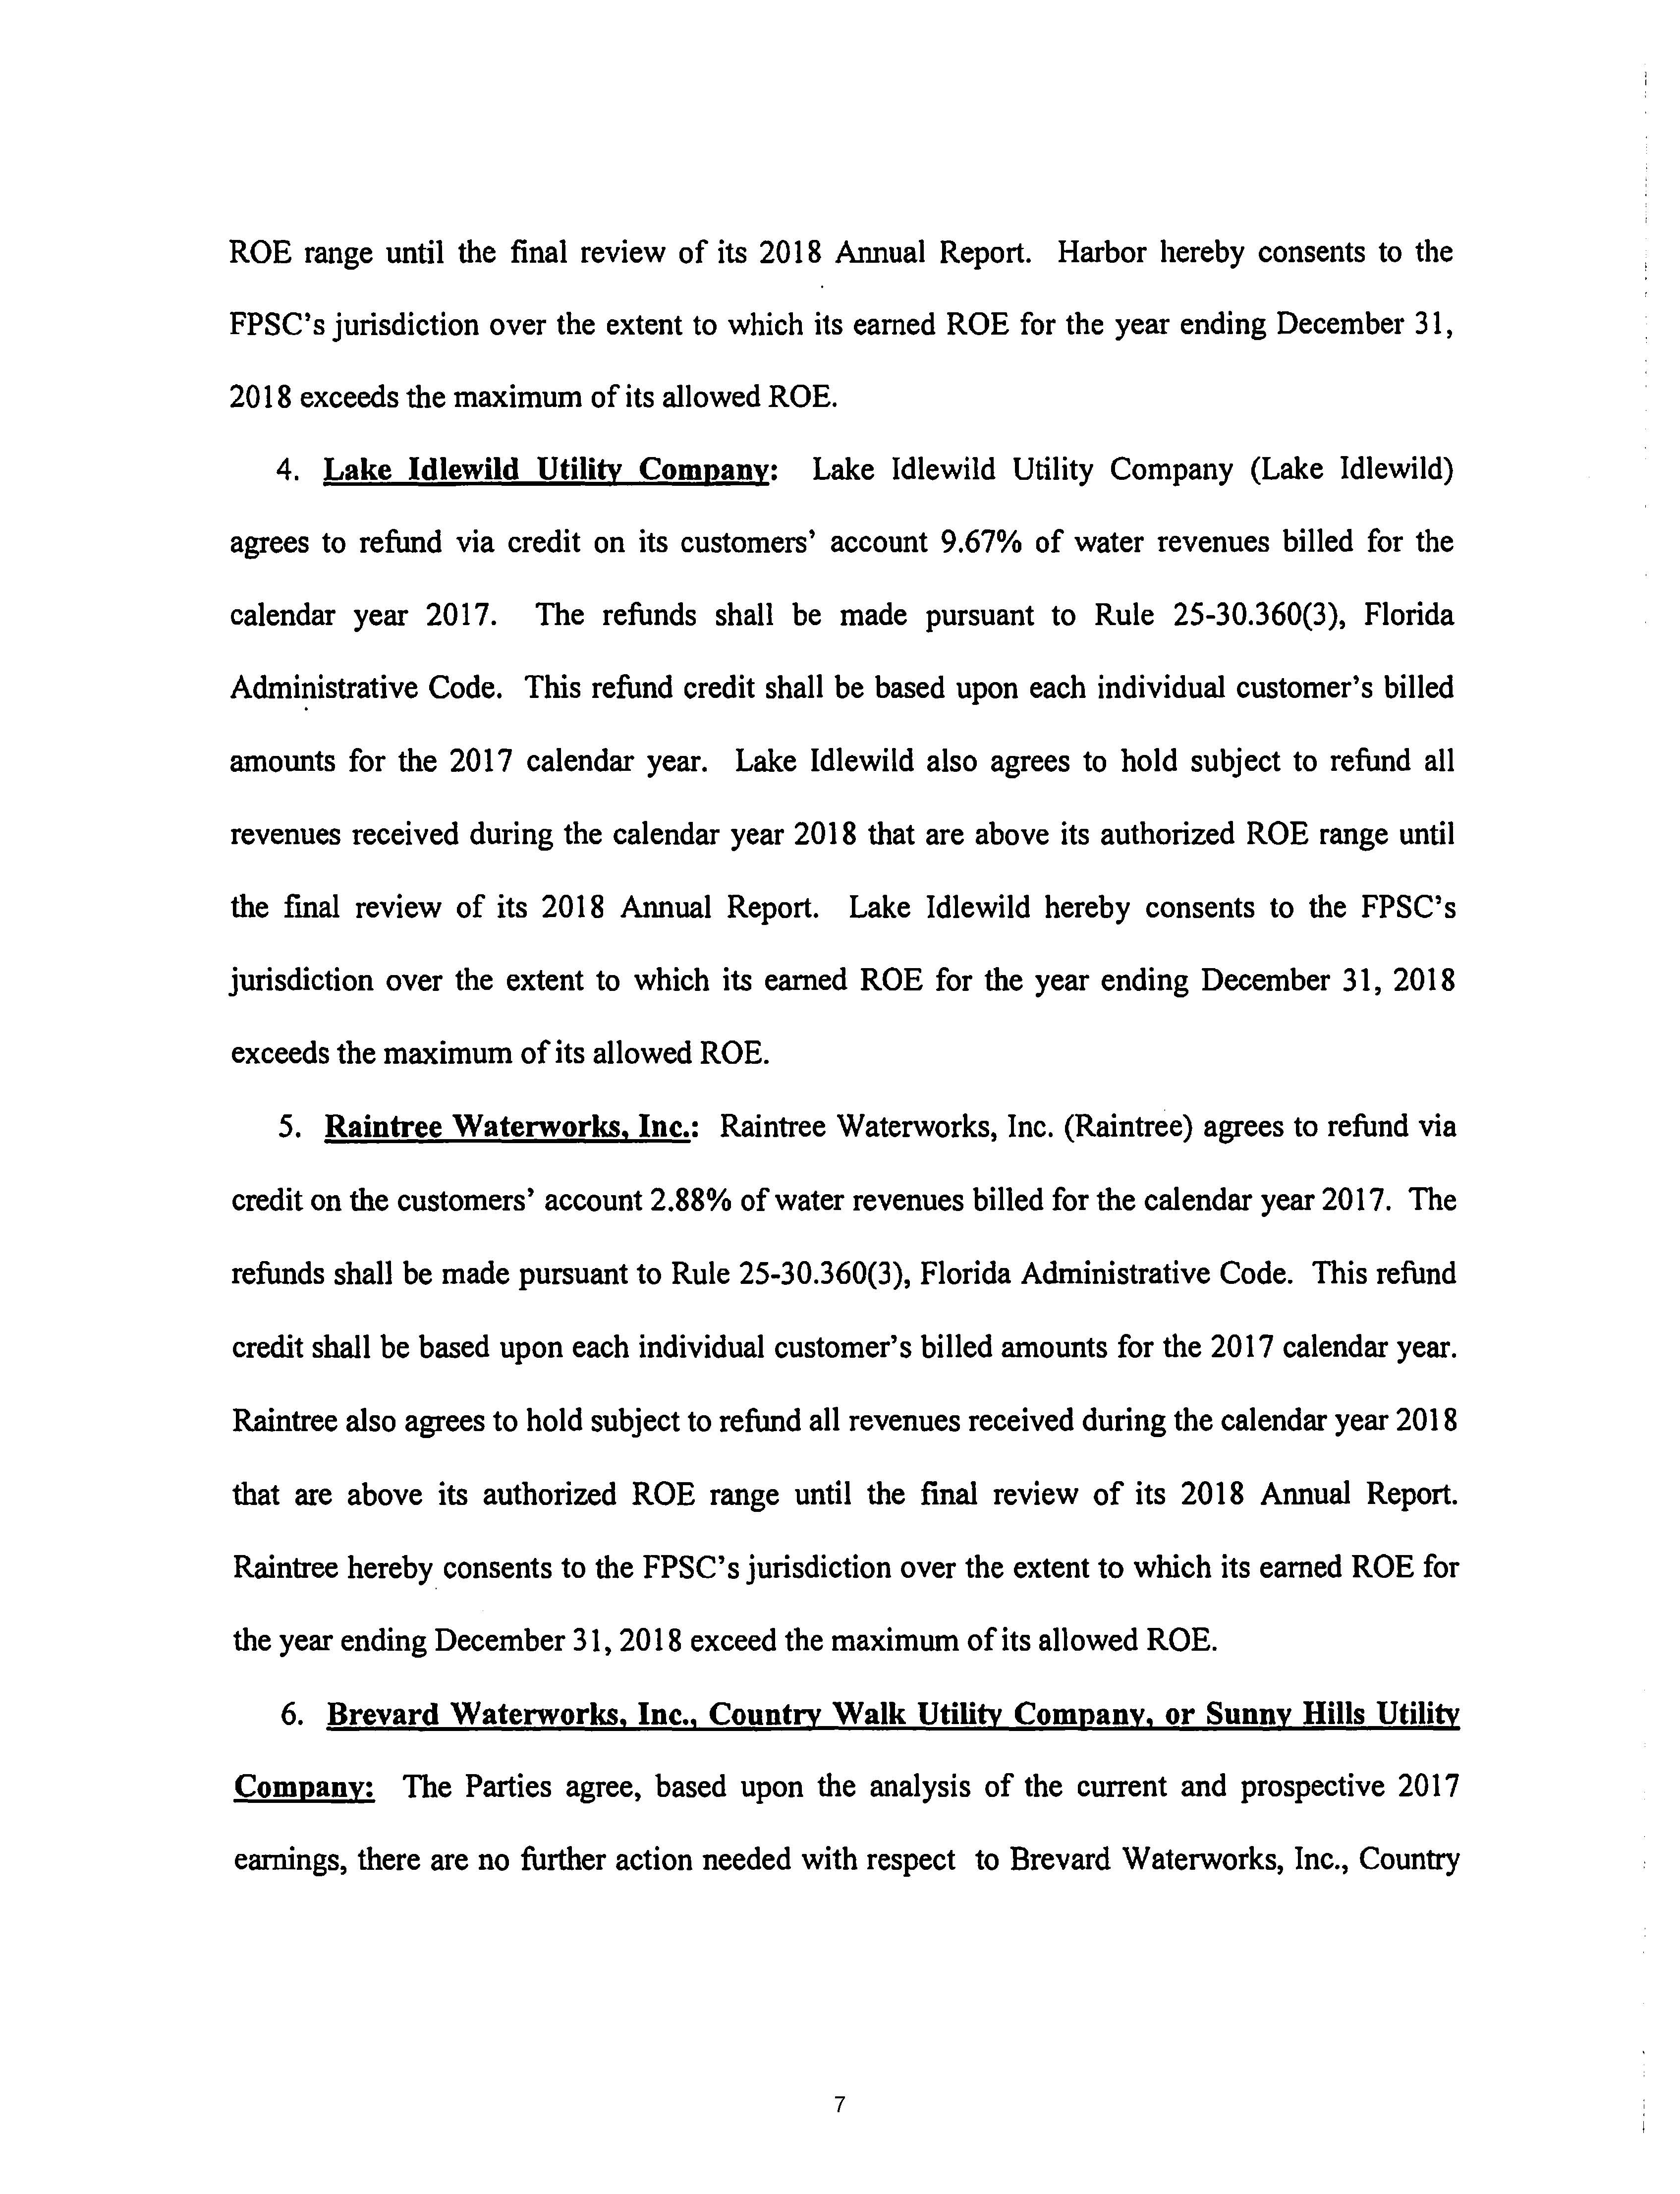 ROE range until the final review of its 2018 Annual Report. Harbor hereby consents to the
FPSC's jurisdiction over the extent to which its earned ROE for the year ending December 31,
2018 exceeds the maximum of its allowed ROE.
4. Lake Idlewild Utility Company: Lake Idlewild Utility Company (Lake Idlewild)
agrees to refund via credit on its customers' account 9.67% of water revenues billed for the
calendar year 2017. The refunds shall be made pursuant to Rule 25-30.360(3), Florida
Administrative Code. This refund credit shall be based upon each individual customer's billed
amounts for the 2017 calendar year. Lake Idlewild also agrees to hold subject to refund all
revenues received during the calendar year 2018 that are above its authorized ROE range until
the final review of its 2018 Annual Report. Lake Idlewild hereby consents to the FPSC's
jurisdiction over the extent to which its earned ROE for the year ending December 31, 2018
exceeds the maximum of its allowed ROE.
5. Raintree Waterworks, Inc.: Raintree Waterworks, Inc. (Raintree) agrees to refund via
credit on the customers' account 2.88% of water revenues billed for the calendar year 2017. The
refunds shall be made pursuant to Rule 25-30.360(3), Florida Administrative Code. This refund
credit shall be based upon each individual customer's billed amounts for the 2017 calendar year.
Raintree also agrees to hold subject to refund all revenues received during the calendar year 2018
that are above its authorized ROE range until the final review of its 2018 Annual Report.
Raintree hereby consents to the FPSC's jurisdiction over the extent to which its earned ROE for
the year ending December 31, 2018 exceed the maximum of its allowed ROE.
6. Brevard Waterworks, Inc., Country Walk Utility Company, or Sunny Hills Utility
Company: The Parties agree, based upon the analysis of the current and prospective 2017
earnings, there are no further action needed with respect to Brevard Waterworks, Inc., Country
7